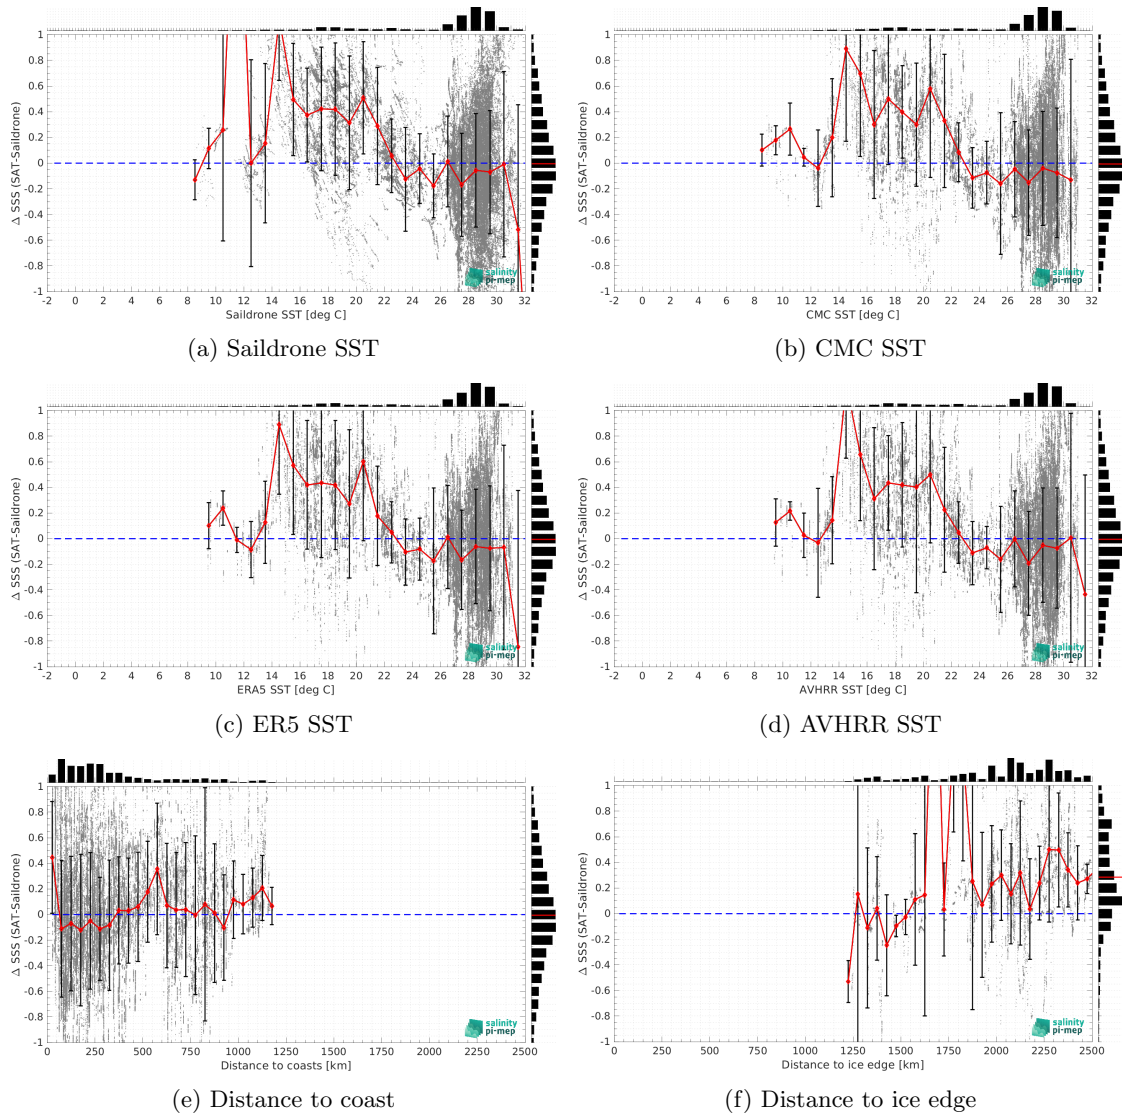 1
0.8
0.6
0.4
0.2
0
-0.2
-0.4
-0.6
-0.8
-1
Δ SSS (SAT-Saildrone)
salinity
pi-mep
-2 0 2 4 6 8 10 12 14 16 18 20 22 24 26 28 30 32
Saildrone SST [deg C]
(a) Saildrone SST
1
0.8
0.6
0.4
0.2
0
-0.2
-0.4
-0.6
-0.8
-1
Δ SSS (SAT-Saildrone)
salinity
pi-mep
-2 0 2 4 6 8 10 12 14 16 18 20 22 24 26 28 30 32
CMC SST [deg C]
(b) CMC SST
1
0.8
0.6
0.4
0.2
0
-0.2
-0.4
-0.6
-0.8
-1
Δ SSS (SAT-Saildrone)
salinity
pi-mep
-2 0 2 4 6 8 10 12 14 16 18 20 22 24 26 28 30 32
ERA5 SST [deg C]
(c) ER5 SST
1
0.8
0.6
0.4
0.2
0
-0.2
-0.4
-0.6
-0.8
-1
Δ SSS (SAT-Saildrone)
salinity
pi-mep
-2 0 2 4 6 8 10 12 14 16 18 20 22 24 26 28 30 32
AVHRR SST [deg C]
(d) AVHRR SST
1
0.8
0.6
0.4
0.2
0
-0.2
-0.4
-0.6
-0.8
-1
Δ SSS (SAT-Saildrone)
salinity
pi-mep
0 250 500 750 1000 1250 1500 1750 2000 2250 2500
Distance to coasts [km]
(e) Distance to coast
1
0.8
0.6
0.4
0.2
0
-0.2
-0.4
-0.6
-0.8
-1
Δ SSS (SAT-Saildrone)
salinity
pi-mep
0 250 500 750 1000 1250 1500 1750 2000 2250 2500
Distance to ice edge [km]
(f) Distance to ice edge